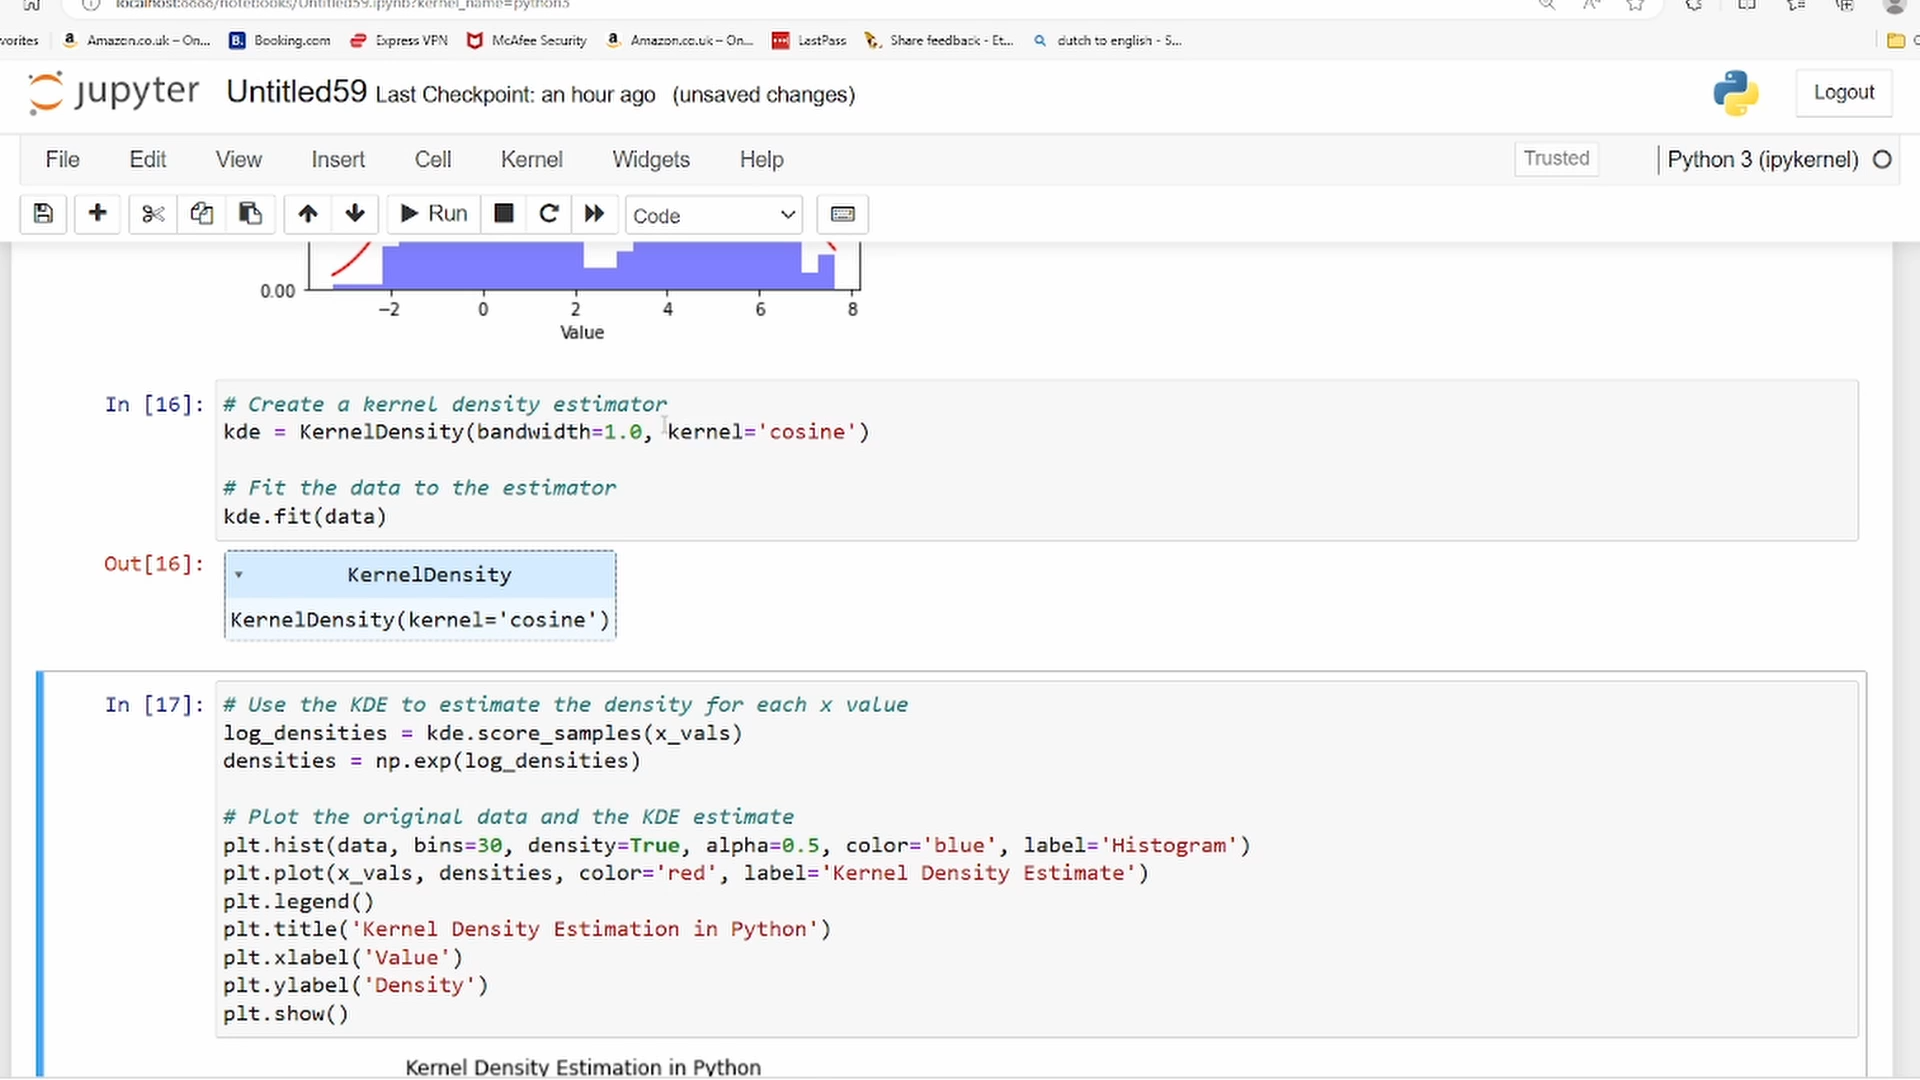 localhost:8888/notebooks/Untitled59.ipynb?kernel_name=python3
vorites Amazon.co.uk – On... Booking.com Express VPN McAfee Security Amazon.co.uk – On... LastPass Share feedback - Et... dutch to english - S...
jupyter Untitled59 Last Checkpoint: an hour ago (unsaved changes) Logout
File Edit View Insert Cell Kernel Widgets Help Trusted Python 3 (ipykernel)
Run Code
0.00
−2 0 2 4 6 8
Value
In [16]: # Create a kernel density estimator
kde = KernelDensity(bandwidth=1.0, kernel='cosine')
# Fit the data to the estimator
kde.fit(data)
Out[16]: KernelDensity
KernelDensity(kernel='cosine')
In [17]: # Use the KDE to estimate the density for each x value
log_densities = kde.score_samples(x_vals)
densities = np.exp(log_densities)
# Plot the original data and the KDE estimate
plt.hist(data, bins=30, density=True, alpha=0.5, color='blue', label='Histogram')
plt.plot(x_vals, densities, color='red', label='Kernel Density Estimate')
plt.legend()
plt.title('Kernel Density Estimation in Python')
plt.xlabel('Value')
plt.ylabel('Density')
plt.show()
Kernel Density Estimation in Python